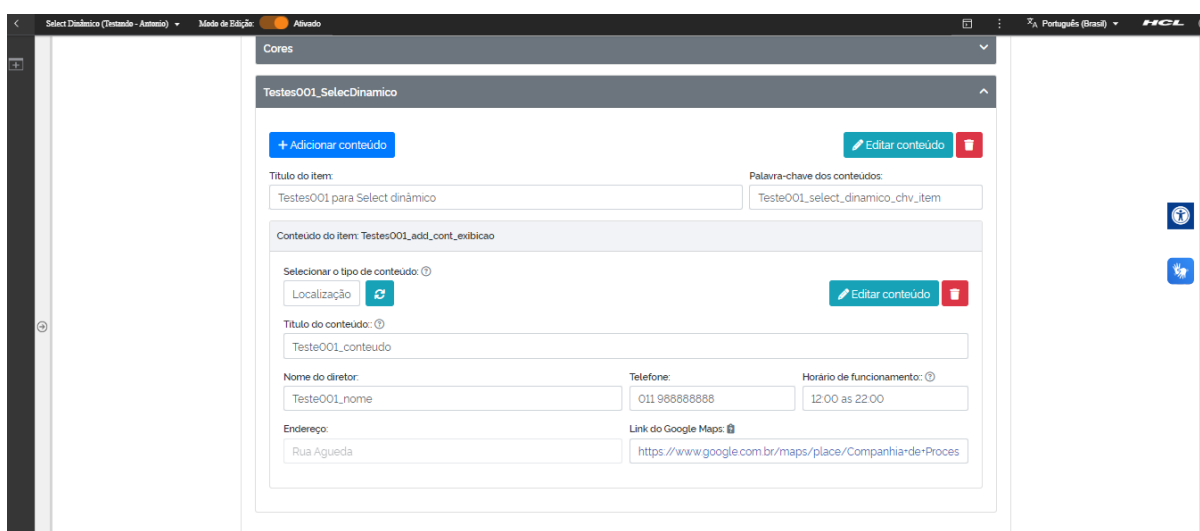 Select Dinâmico (Testando - Antonio) Modo de Edição: Ativado Português (Brasil) HCL
Cores
Testes001_SelecDinamico
+ Adicionar conteúdo Editar conteúdo
Título do item: Palavra-chave dos conteúdos:
Testes001 para Select dinâmico Teste001_select_dinamico_chv_item
Conteúdo do item: Testes001_add_cont_exibicao
Selecionar o tipo de conteúdo:
Localização Editar conteúdo
Título do conteúdo::
Teste001_conteudo
Nome do diretor: Telefone: Horário de funcionamento::
Teste001_nome 011 988888888 12:00 as 22:00
Endereço: Link do Google Maps:
Rua Agueda https://www.google.com.br/maps/place/Companhia+de+Proces